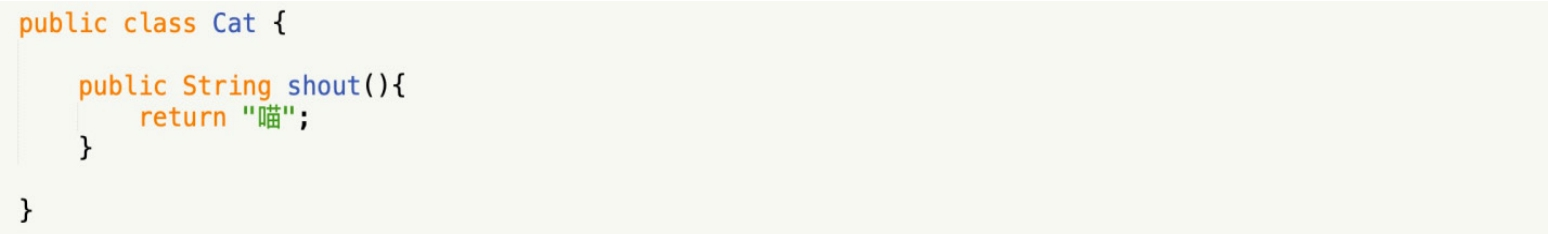 public class Cat {
    public String shout(){
        return "喵";
    }
}